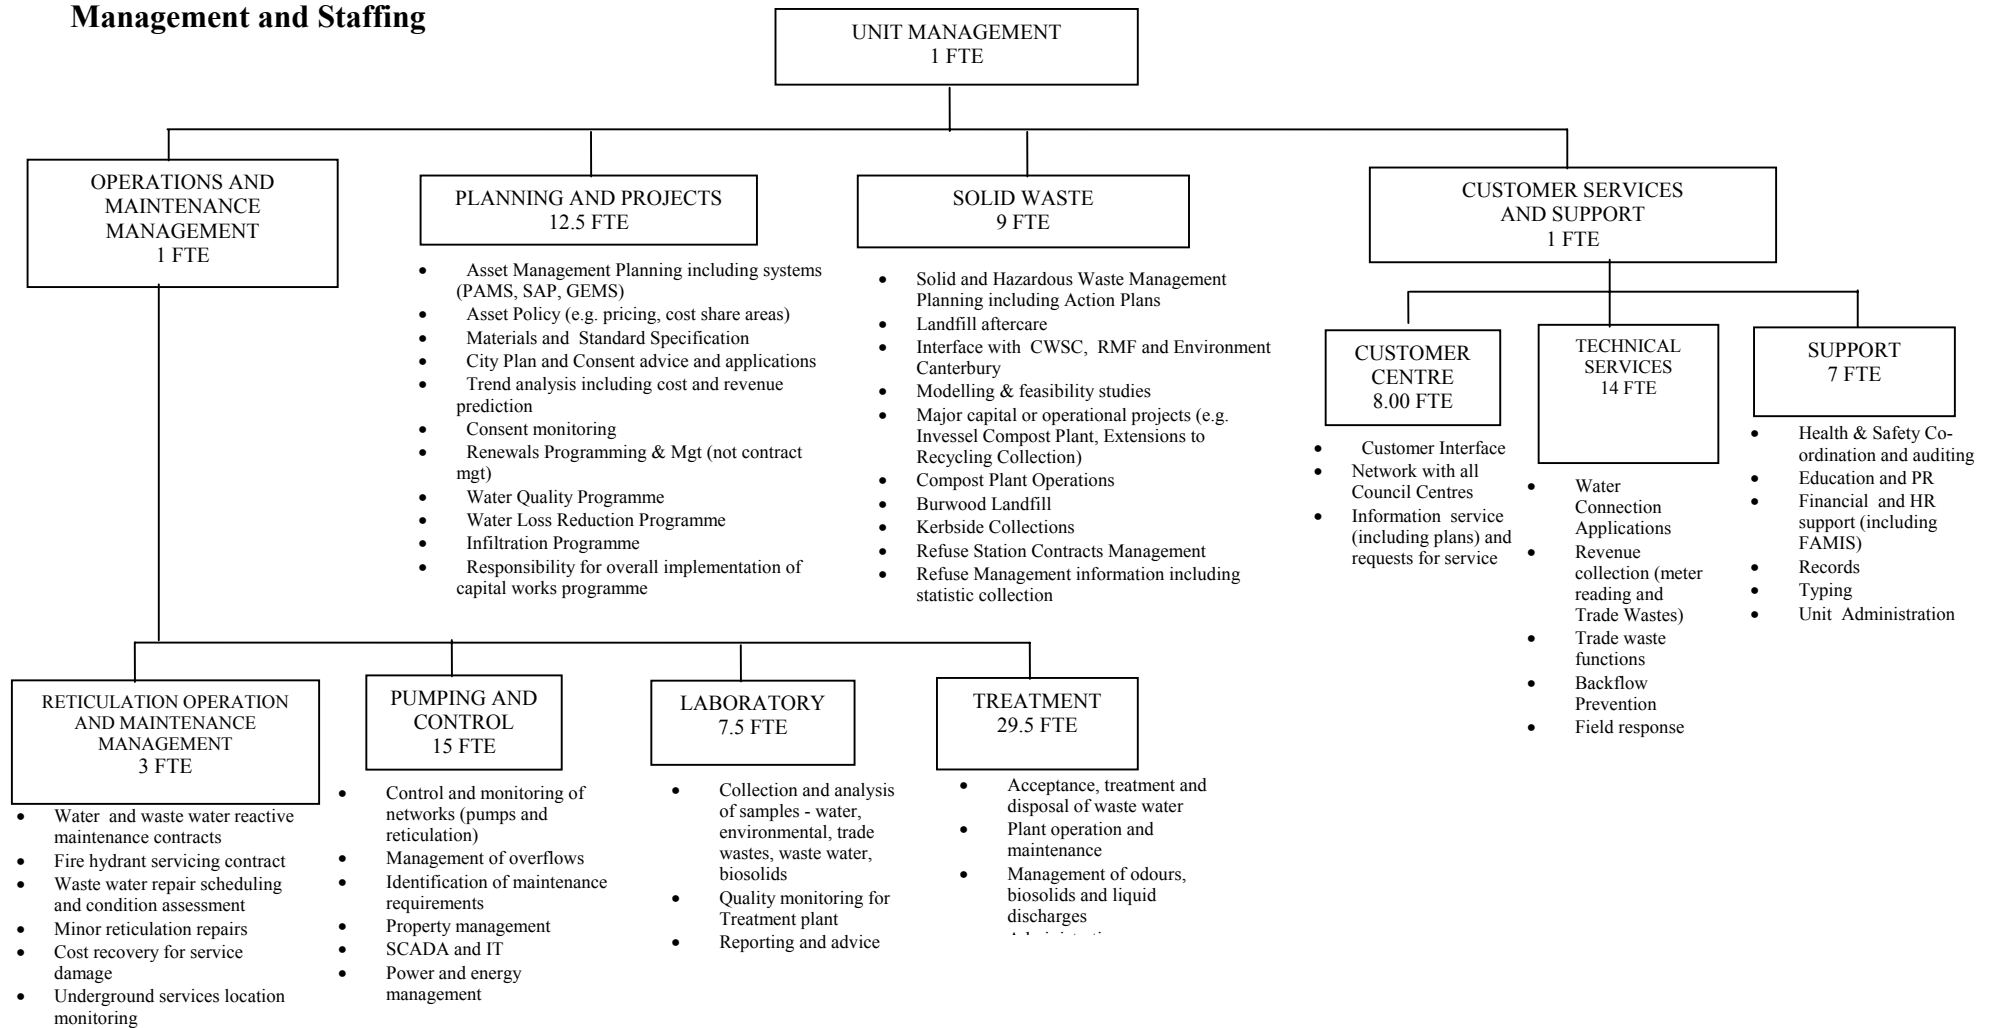 Management and Staffing
UNIT MANAGEMENT
1 FTE
OPERATIONS AND
MAINTENANCE
MANAGEMENT
1 FTE
PLANNING AND PROJECTS
12.5 FTE
• Asset Management Planning including systems
(PAMS, SAP, GEMS)
• Asset Policy (e.g. pricing, cost share areas)
• Materials and Standard Specification
• City Plan and Consent advice and applications
• Trend analysis including cost and revenue
prediction
• Consent monitoring
• Renewals Programming & Mgt (not contract
mgt)
• Water Quality Programme
• Water Loss Reduction Programme
• Infiltration Programme
• Responsibility for overall implementation of
capital works programme
SOLID WASTE
9 FTE
• Solid and Hazardous Waste Management
Planning including Action Plans
• Landfill aftercare
• Interface with CWSC, RMF and Environment
Canterbury
• Modelling & feasibility studies
• Major capital or operational projects (e.g.
Invessel Compost Plant, Extensions to
Recycling Collection)
• Compost Plant Operations
• Burwood Landfill
• Kerbside Collections
• Refuse Station Contracts Management
• Refuse Management information including
statistic collection
CUSTOMER SERVICES
AND SUPPORT
1 FTE
CUSTOMER
CENTRE
8.00 FTE
• Customer Interface
• Network with all
Council Centres
• Information service
(including plans) and
requests for service
TECHNICAL
SERVICES
14 FTE
• Water
Connection
Applications
• Revenue
collection (meter
reading and
Trade Wastes)
• Trade waste
functions
• Backflow
Prevention
• Field response
SUPPORT
7 FTE
• Health & Safety Co-
ordination and auditing
• Education and PR
• Financial and HR
support (including
FAMIS)
• Records
• Typing
• Unit Administration
RETICULATION OPERATION
AND MAINTENANCE
MANAGEMENT
3 FTE
• Water and waste water reactive
maintenance contracts
• Fire hydrant servicing contract
• Waste water repair scheduling
and condition assessment
• Minor reticulation repairs
• Cost recovery for service
damage
• Underground services location
monitoring
PUMPING AND
CONTROL
15 FTE
• Control and monitoring of
networks (pumps and
reticulation)
• Management of overflows
• Identification of maintenance
requirements
• Property management
• SCADA and IT
• Power and energy
management
LABORATORY
7.5 FTE
• Collection and analysis
of samples - water,
environmental, trade
wastes, waste water,
biosolids
• Quality monitoring for
Treatment plant
• Reporting and advice
TREATMENT
29.5 FTE
• Acceptance, treatment and
disposal of waste water
• Plant operation and
maintenance
• Management of odours,
biosolids and liquid
discharges